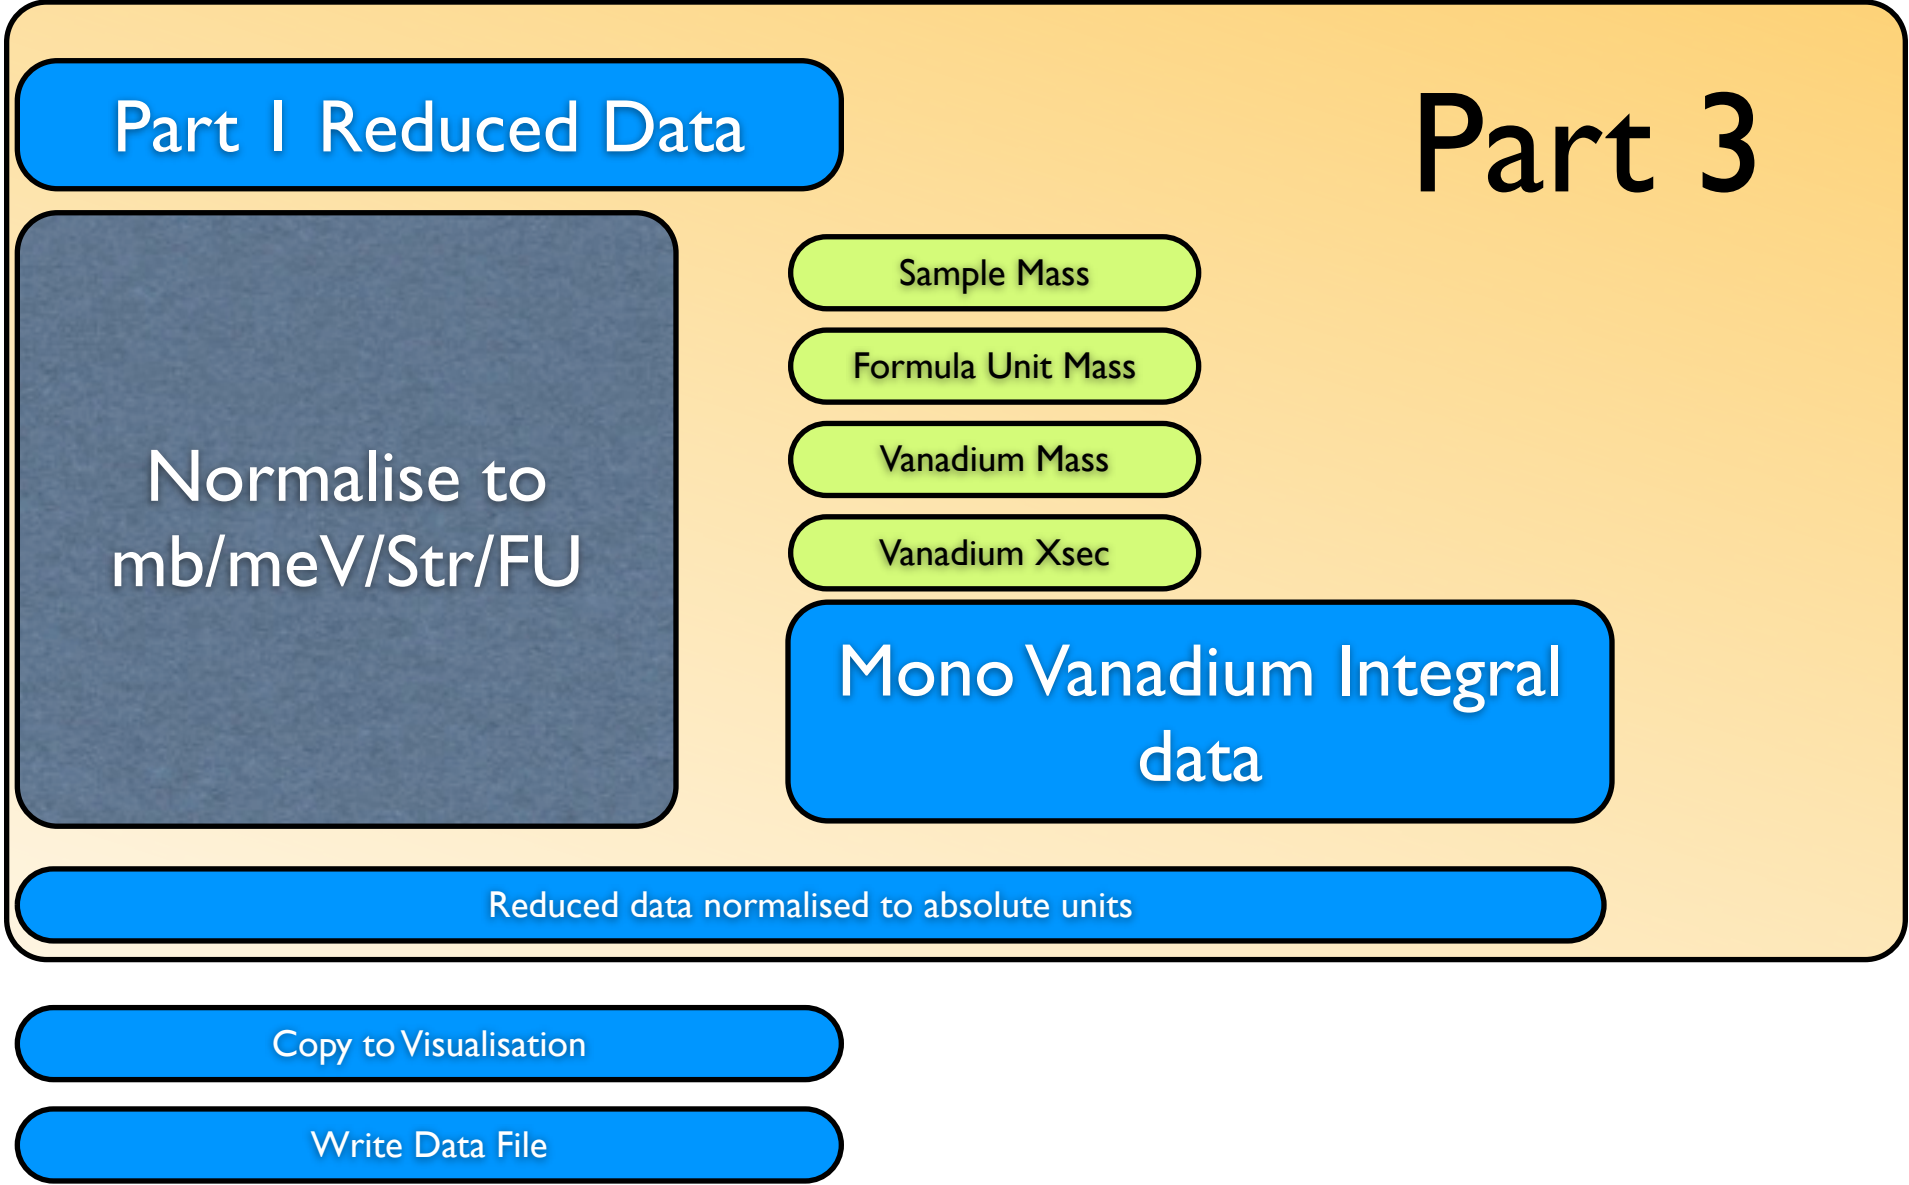 Part 1 Reduced Data
Part 3
Sample Mass
Formula Unit Mass
Vanadium Mass
Vanadium Xsec
Normalise to
mb/meV/Str/FU
Mono Vanadium Integral
data
Reduced data normalised to absolute units
Copy to Visualisation
Write Data File